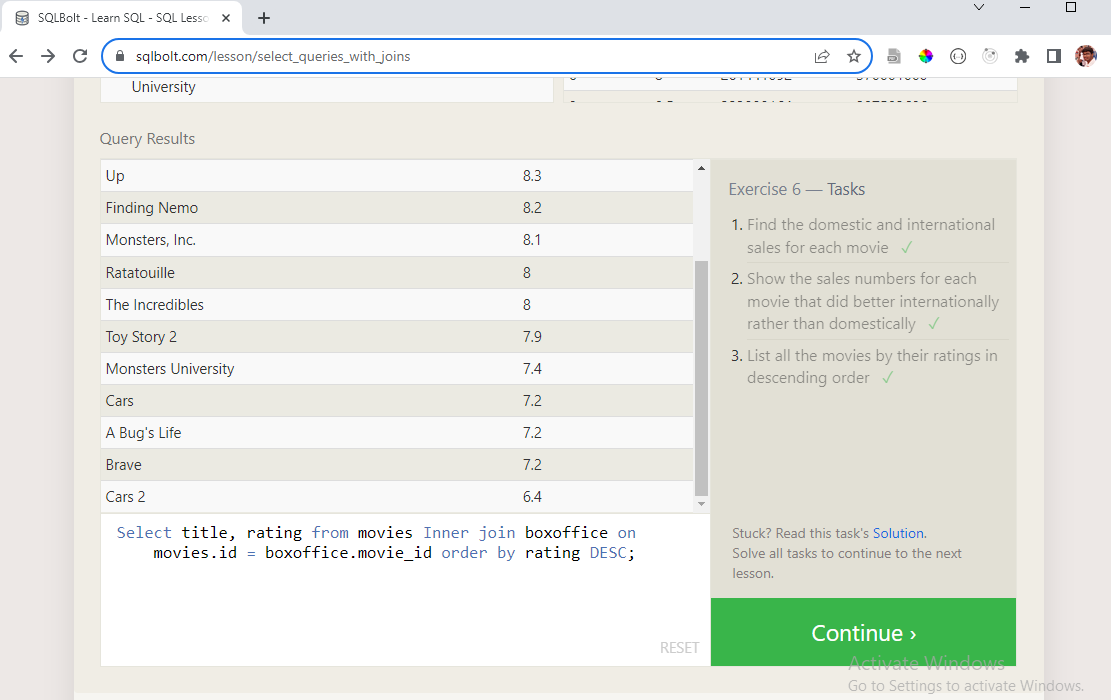 SQLBolt - Learn SQL - SQL Lesso
sqlbolt.com/lesson/select_queries_with_joins
University
Query Results
Up 8.3
Finding Nemo 8.2
Monsters, Inc. 8.1
Ratatouille 8
The Incredibles 8
Toy Story 2 7.9
Monsters University 7.4
Cars 7.2
A Bug's Life 7.2
Brave 7.2
Cars 2 6.4
Select title, rating from movies Inner join boxoffice on
movies.id = boxoffice.movie_id order by rating DESC;
RESET
Exercise 6 — Tasks
1. Find the domestic and international
sales for each movie ✓
2. Show the sales numbers for each
movie that did better internationally
rather than domestically ✓
3. List all the movies by their ratings in
descending order ✓
Stuck? Read this task's Solution.
Solve all tasks to continue to the next
lesson.
Continue ›
Activate Windows
Go to Settings to activate Windows.